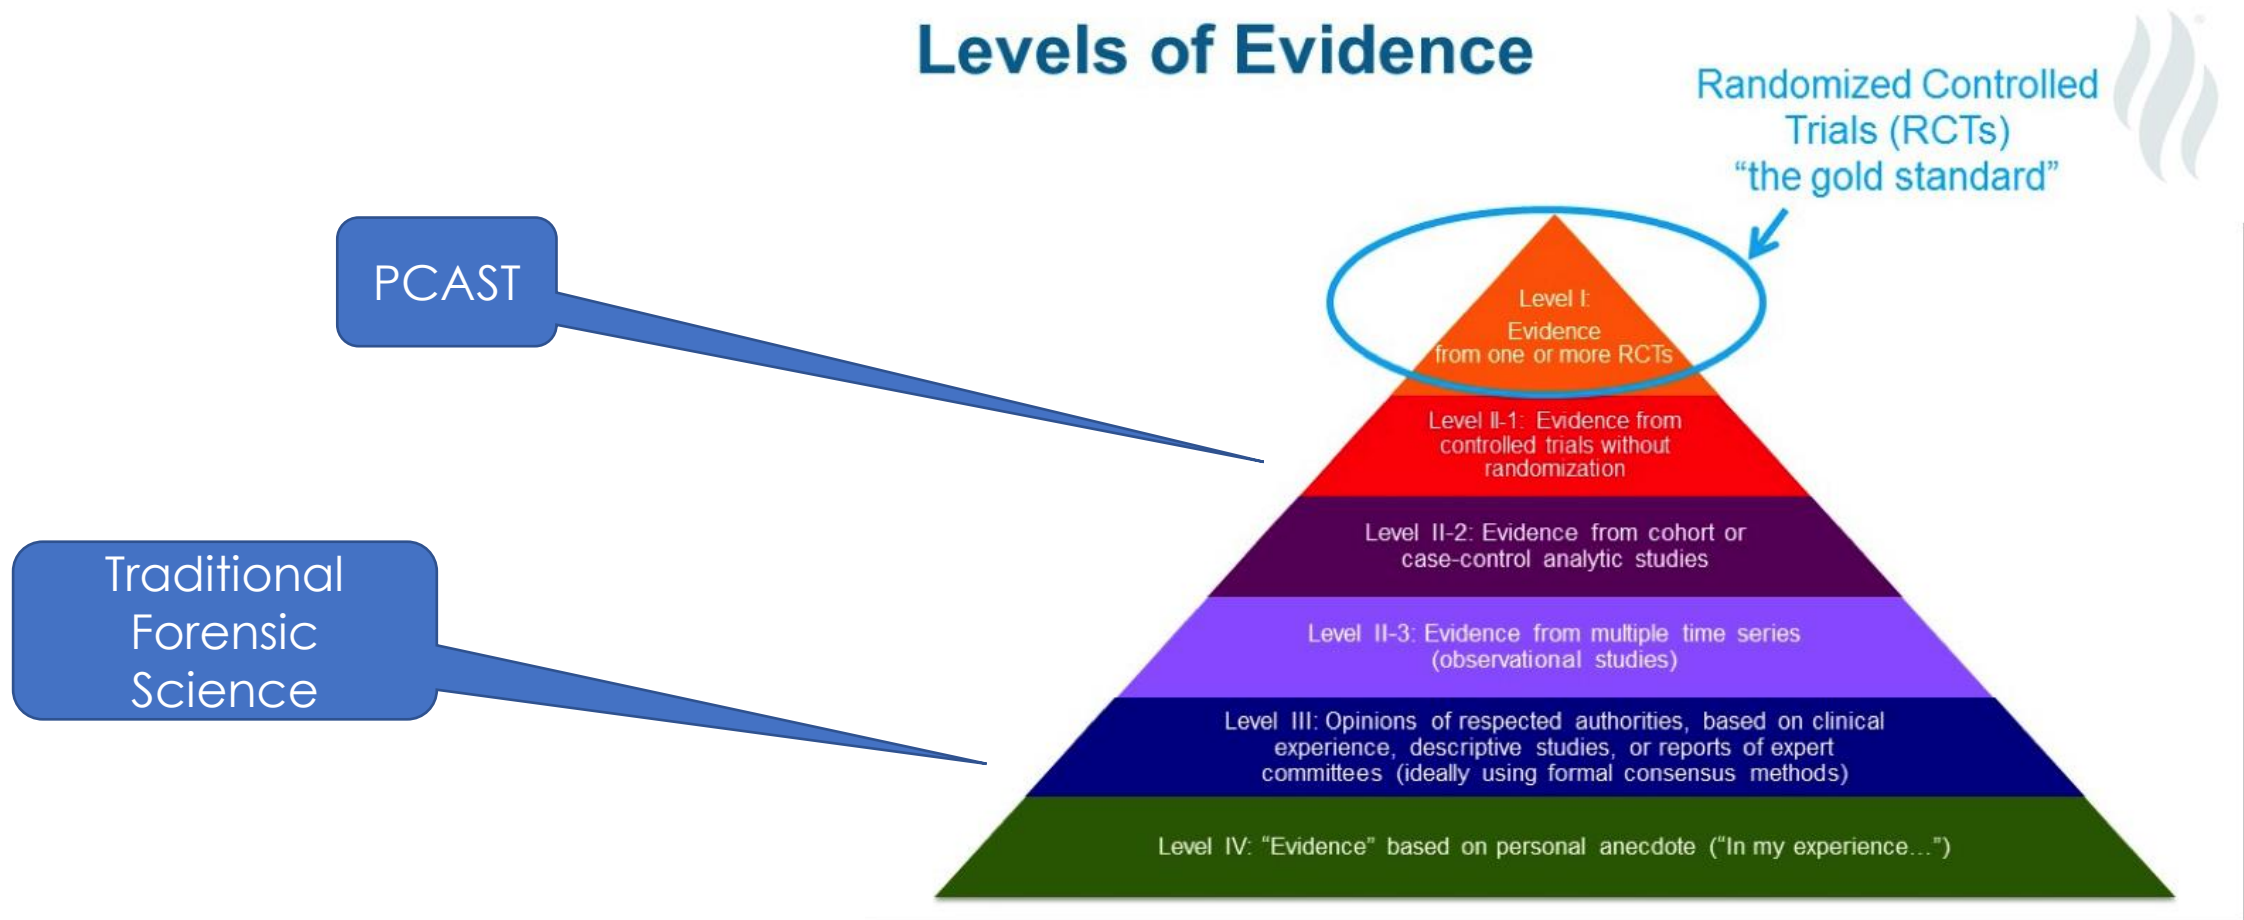 Levels of Evidence
Randomized Controlled
Trials (RCTs)
“the gold standard”
PCAST
Level I:
Evidence
from one or more RCTs
Level II-1: Evidence from
controlled trials without
randomization
Level II-2: Evidence from cohort or
case-control analytic studies
Traditional
Forensic
Science
Level II-3: Evidence from multiple time series
(observational studies)
Level III: Opinions of respected authorities, based on clinical
experience, descriptive studies, or reports of expert
committees (ideally using formal consensus methods)
Level IV: “Evidence” based on personal anecdote (“In my experience...”)